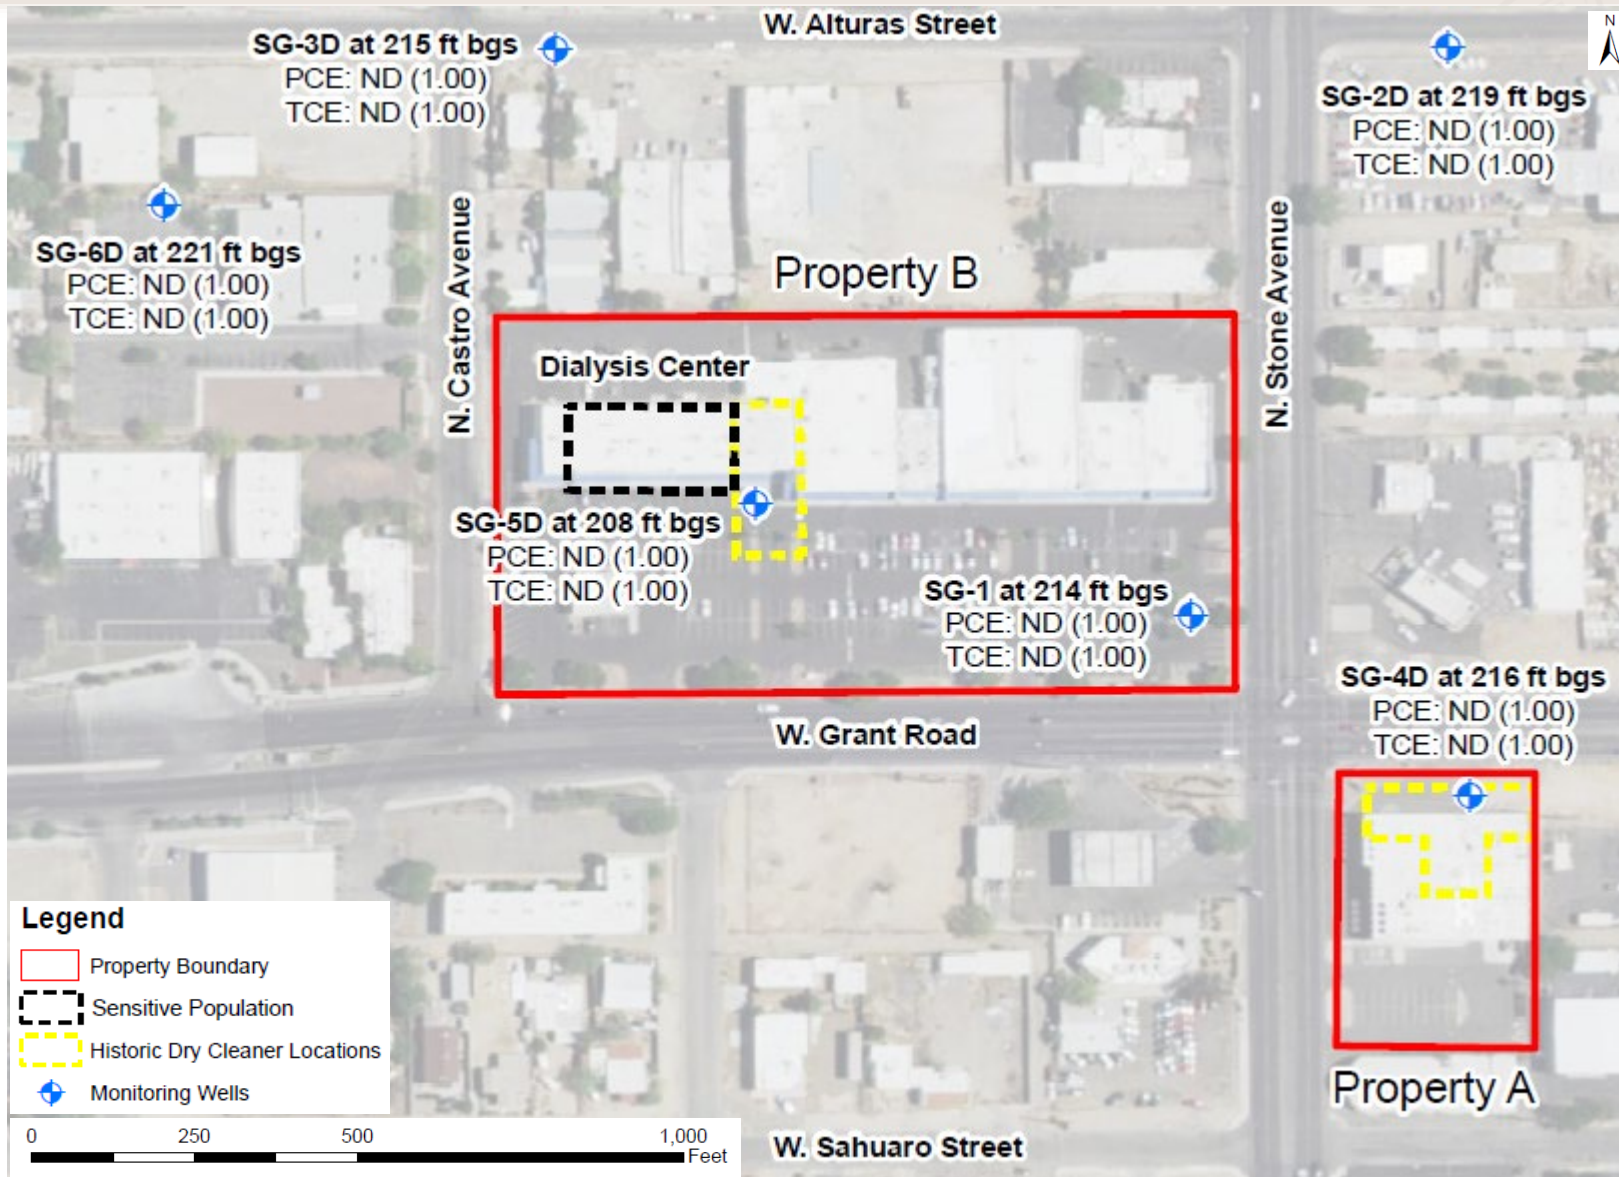 W. Alturas Street
N
SG-3D at 215 ft bgs
PCE: ND (1.00)
TCE: ND (1.00)
SG-2D at 219 ft bgs
PCE: ND (1.00)
TCE: ND (1.00)
SG-6D at 221 ft bgs
PCE: ND (1.00)
TCE: ND (1.00)
N. Castro Avenue
Property B
N. Stone Avenue
Dialysis Center
SG-5D at 208 ft bgs
PCE: ND (1.00)
TCE: ND (1.00)
SG-1 at 214 ft bgs
PCE: ND (1.00)
TCE: ND (1.00)
SG-4D at 216 ft bgs
PCE: ND (1.00)
TCE: ND (1.00)
W. Grant Road
Property A
W. Sahuaro Street
Legend
Property Boundary
Sensitive Population
Historic Dry Cleaner Locations
Monitoring Wells
0 250 500 1,000
Feet